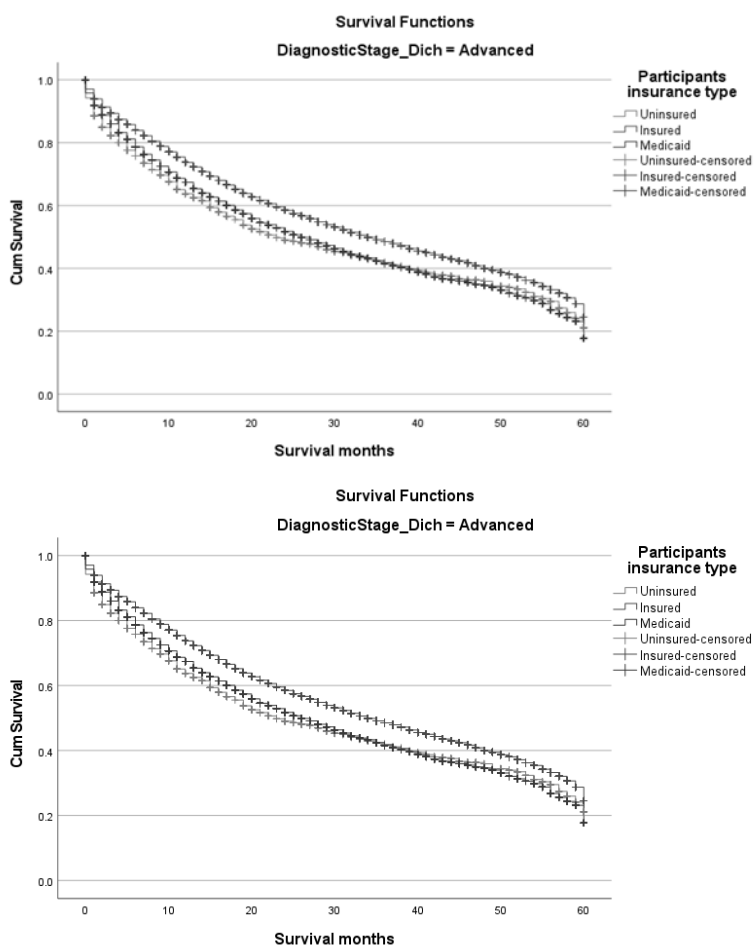 Survival Functions
DiagnosticStage_Dich = Advanced
Participants
insurance type
Uninsured
Insured
Medicaid
Uninsured-censored
Insured-censored
Medicaid-censored
Cum Survival
1.0
0.8
0.6
0.4
0.2
0.0
0 10 20 30 40 50 60
Survival months
Survival Functions
DiagnosticStage_Dich = Advanced
Participants
insurance type
Uninsured
Insured
Medicaid
Uninsured-censored
Insured-censored
Medicaid-censored
Cum Survival
1.0
0.8
0.6
0.4
0.2
0.0
0 10 20 30 40 50 60
Survival months